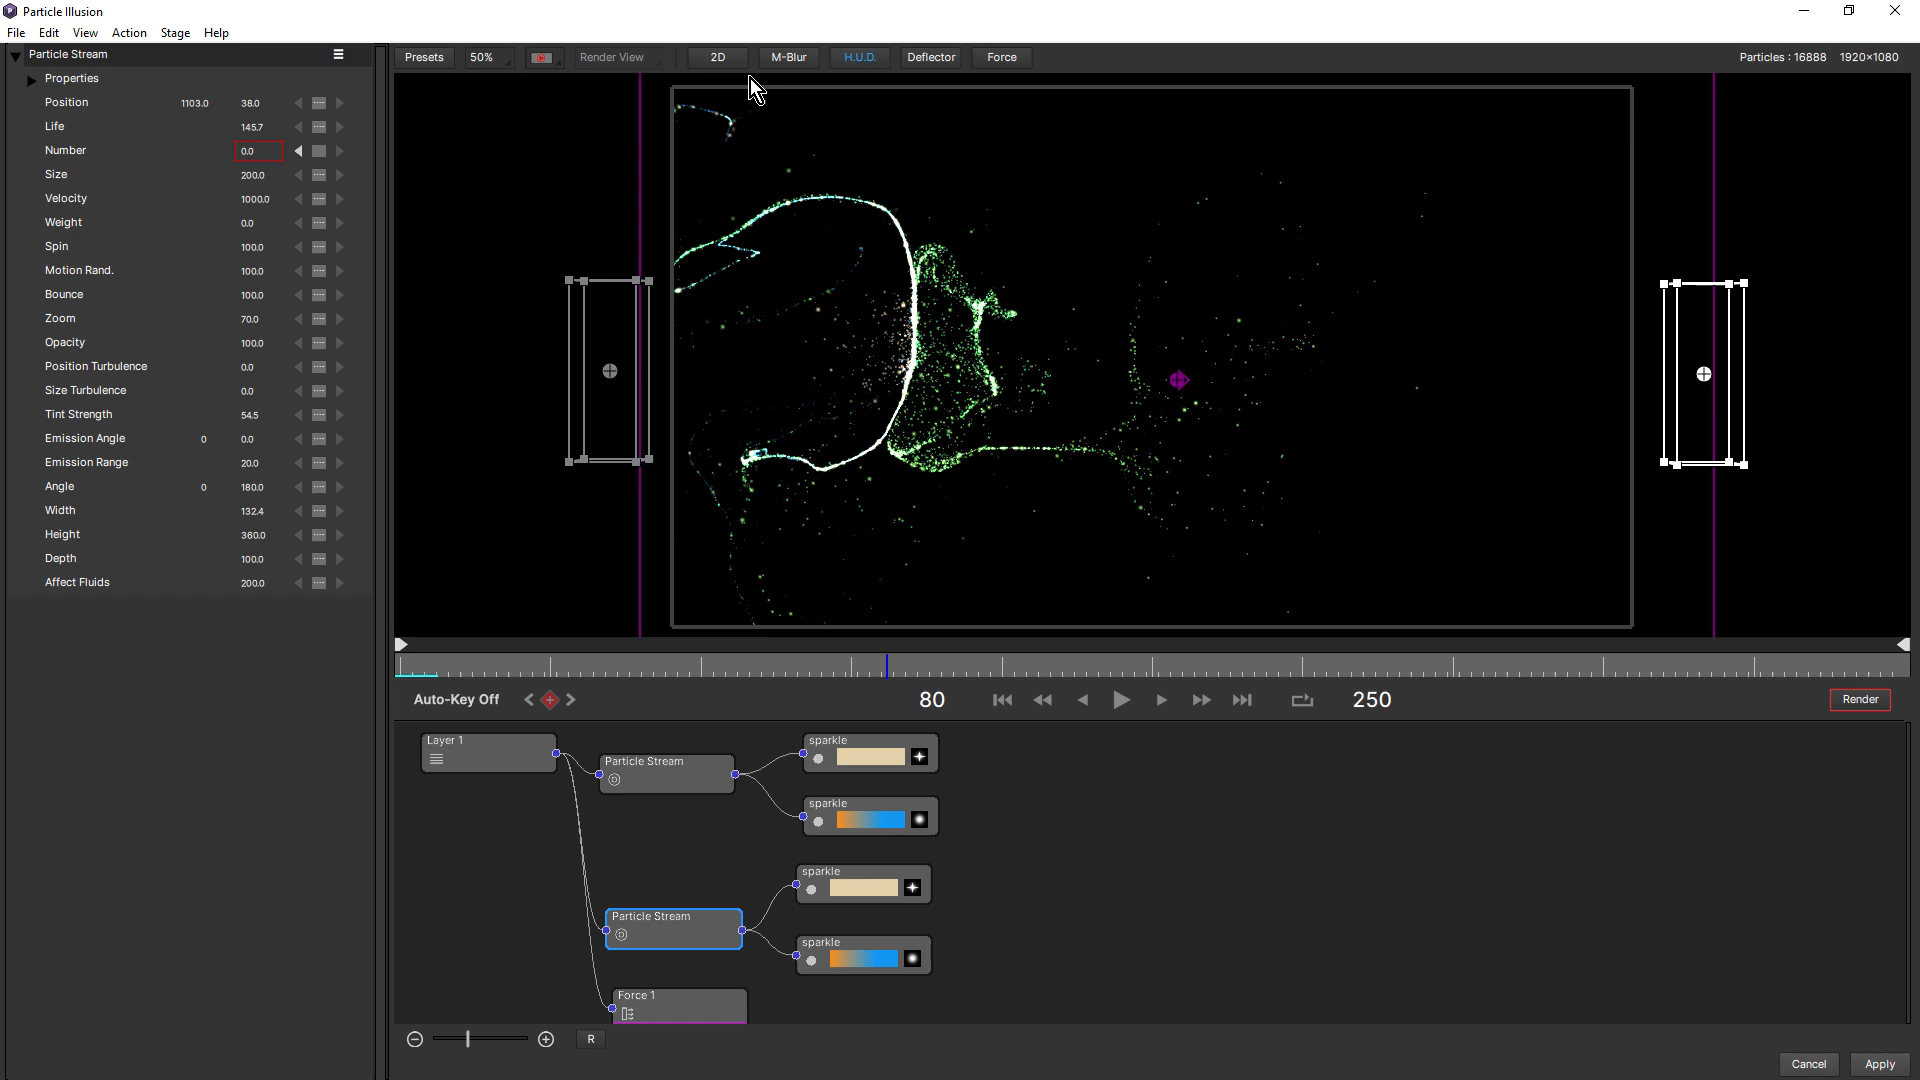 Particle Illusion
File Edit View Action Stage Help
Particle Stream
Presets 50% Render View 2D M-Blur H.U.D. Deflector Force Particles : 16888 1920×1080
Properties
Position 1103.0 38.0
Life 145.7
Number 0.0
Size 200.0
Velocity 1000.0
Weight 0.0
Spin 100.0
Motion Rand. 100.0
Bounce 100.0
Zoom 70.0
Opacity 100.0
Position Turbulence 0.0
Size Turbulence 0.0
Tint Strength 54.5
Emission Angle 0 0.0
Emission Range 20.0
Angle 0 180.0
Width 132.4
Height 360.0
Depth 100.0
Affect Fluids 200.0
Auto-Key Off 80 250 Render
Layer 1
Particle Stream
sparkle
sparkle
Particle Stream
sparkle
sparkle
Force 1
R
Cancel Apply